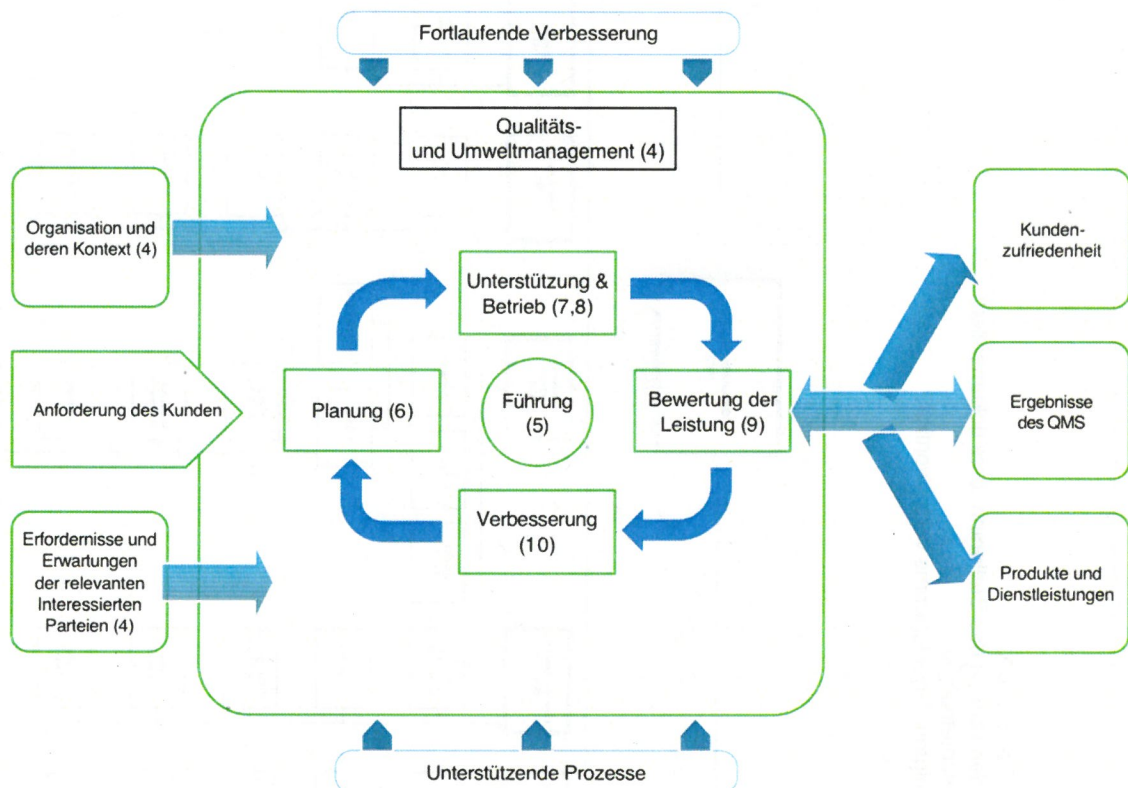 Fortlaufende Verbesserung
Qualitäts-
und Umweltmanagement (4)
Organisation und
deren Kontext (4)
Anforderung des Kunden
Erfordernisse und
Erwartungen
der relevanten
Interessierten
Parteien (4)
Unterstützung &
Betrieb (7,8)
Planung (6)
Führung
(5)
Bewertung der
Leistung (9)
Verbesserung
(10)
Kunden-
zufriedenheit
Ergebnisse
des QMS
Produkte und
Dienstleistungen
Unterstützende Prozesse